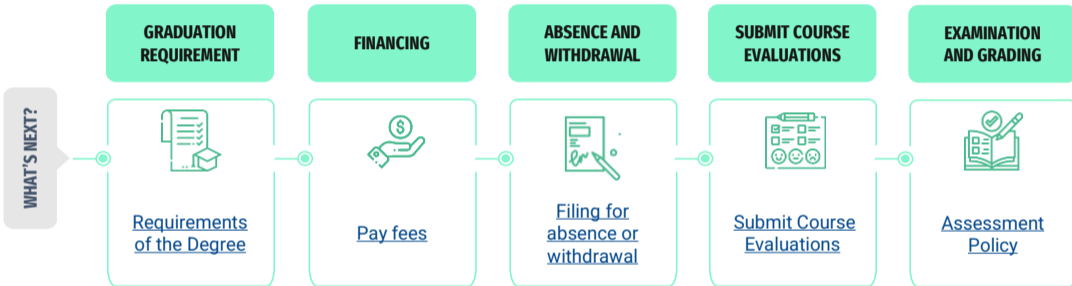 GRADUATION
REQUIREMENT
FINANCING
ABSENCE AND
WITHDRAWAL
SUBMIT COURSE
EVALUATIONS
EXAMINATION
AND GRADING
WHAT'S NEXT?
Requirements
of the Degree
Pay fees
Filing for
absence or
withdrawal
Submit Course
Evaluations
Assessment
Policy